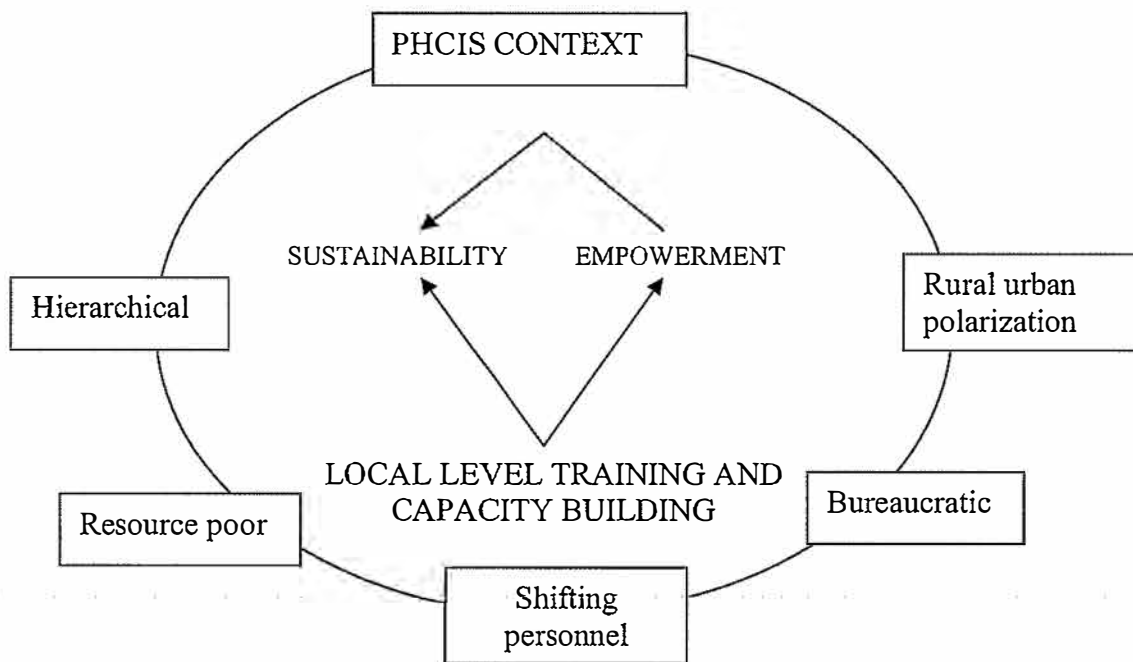 PHCIS CONTEXT
SUSTAINABILITY
EMPOWERMENT
Hierarchical
Rural urban
polarization
LOCAL LEVEL TRAINING AND
CAPACITY BUILDING
Resource poor
Bureaucratic
Shifting
personnel